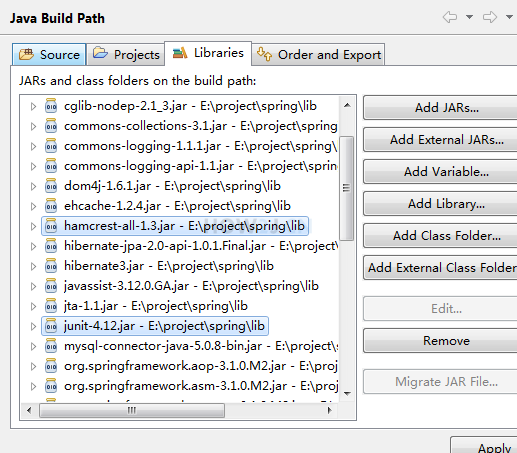 Java Build Path
Source
Projects
Libraries
Order and Export
JARs and class folders on the build path:
cglib-nodep-2.1_3.jar - E:\project\spring\lib
commons-collections-3.1.jar - E:\project\spring
commons-logging-1.1.1.jar - E:\project\spring\
commons-logging-api-1.1.jar - E:\project\spring
dom4j-1.6.1.jar - E:\project\spring\lib
ehcache-1.2.4.jar - E:\project\spring\lib
hamcrest-all-1.3.jar - E:\project\spring\lib
hibernate-jpa-2.0-api-1.0.1.Final.jar - E:\project
hibernate3.jar - E:\project\spring\lib
javassist-3.12.0.GA.jar - E:\project\spring\lib
jta-1.1.jar - E:\project\spring\lib
junit-4.12.jar - E:\project\spring\lib
mysql-connector-java-5.0.8-bin.jar - E:\project
org.springframework.aop-3.1.0.M2.jar - E:\proj
org.springframework.asm-3.1.0.M2.jar - E:\proj
Add JARs...
Add External JARs...
Add Variable...
Add Library...
Add Class Folder...
Add External Class Folder
Edit...
Remove
Migrate JAR File...
Apply